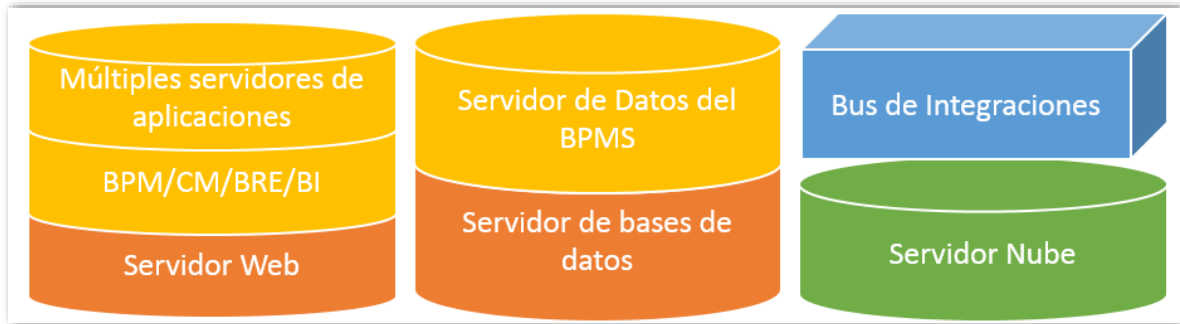 Múltiples servidores de
aplicaciones
BPM/CM/BRE/BI
Servidor Web
Servidor de Datos del
BPMS
Servidor de bases de
datos
Bus de Integraciones
Servidor Nube